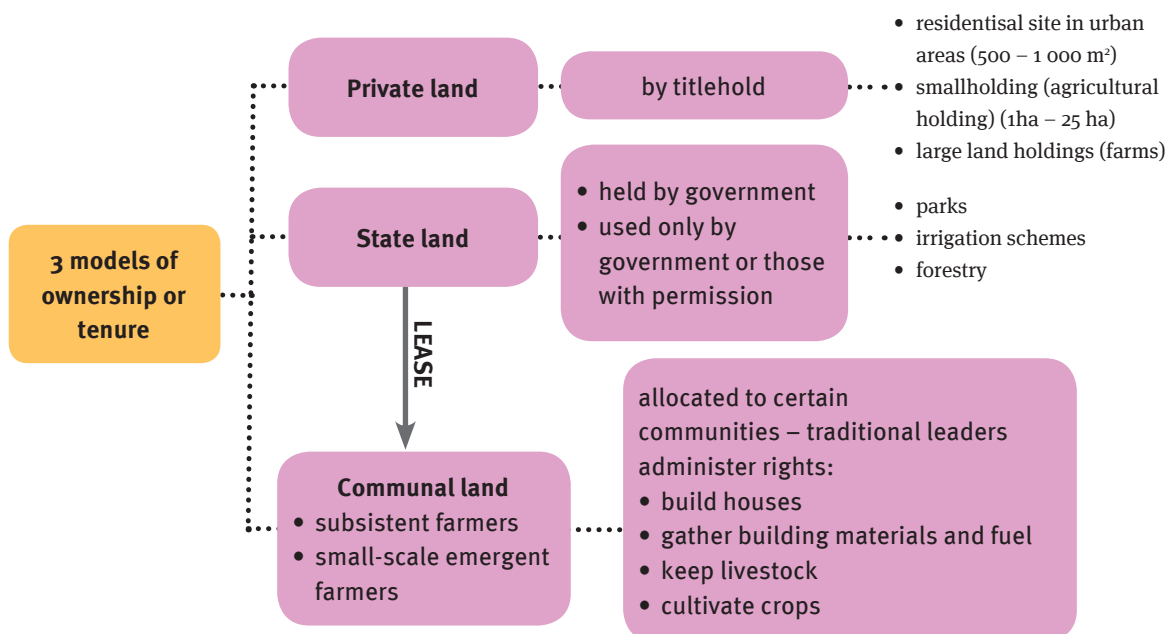 3 models of
ownership or
tenure
Private land
by titlehold
• residentisal site in urban
areas (500 – 1 000 m²)
• smallholding (agricultural
holding) (1ha – 25 ha)
• large land holdings (farms)
State land
• held by government
• used only by
government or those
with permission
• parks
• irrigation schemes
• forestry
LEASE
Communal land
• subsistent farmers
• small-scale emergent
farmers
allocated to certain
communities – traditional leaders
administer rights:
• build houses
• gather building materials and fuel
• keep livestock
• cultivate crops